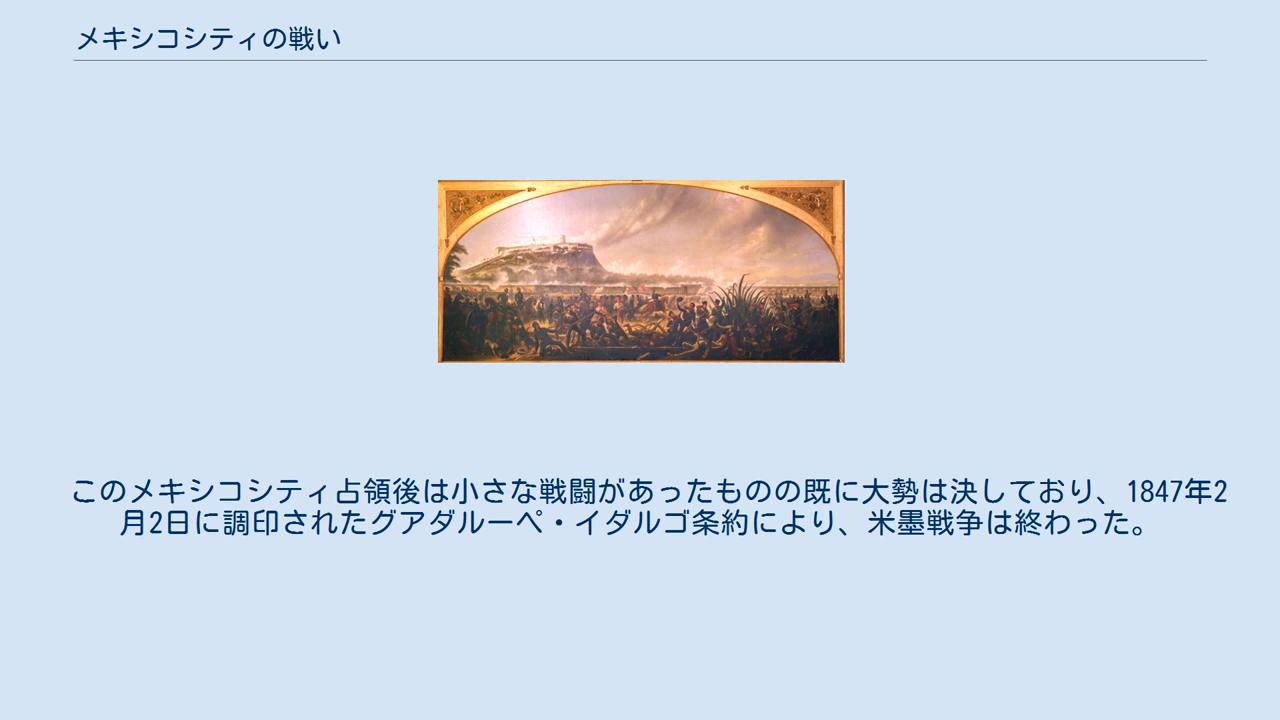 メキシコシティの戦い
このメキシコシティ占領後は小さな戦闘があったものの既に大勢は決しており、1847年2
月2日に調印されたグアダルーペ・イダルゴ条約により、米墨戦争は終わった。